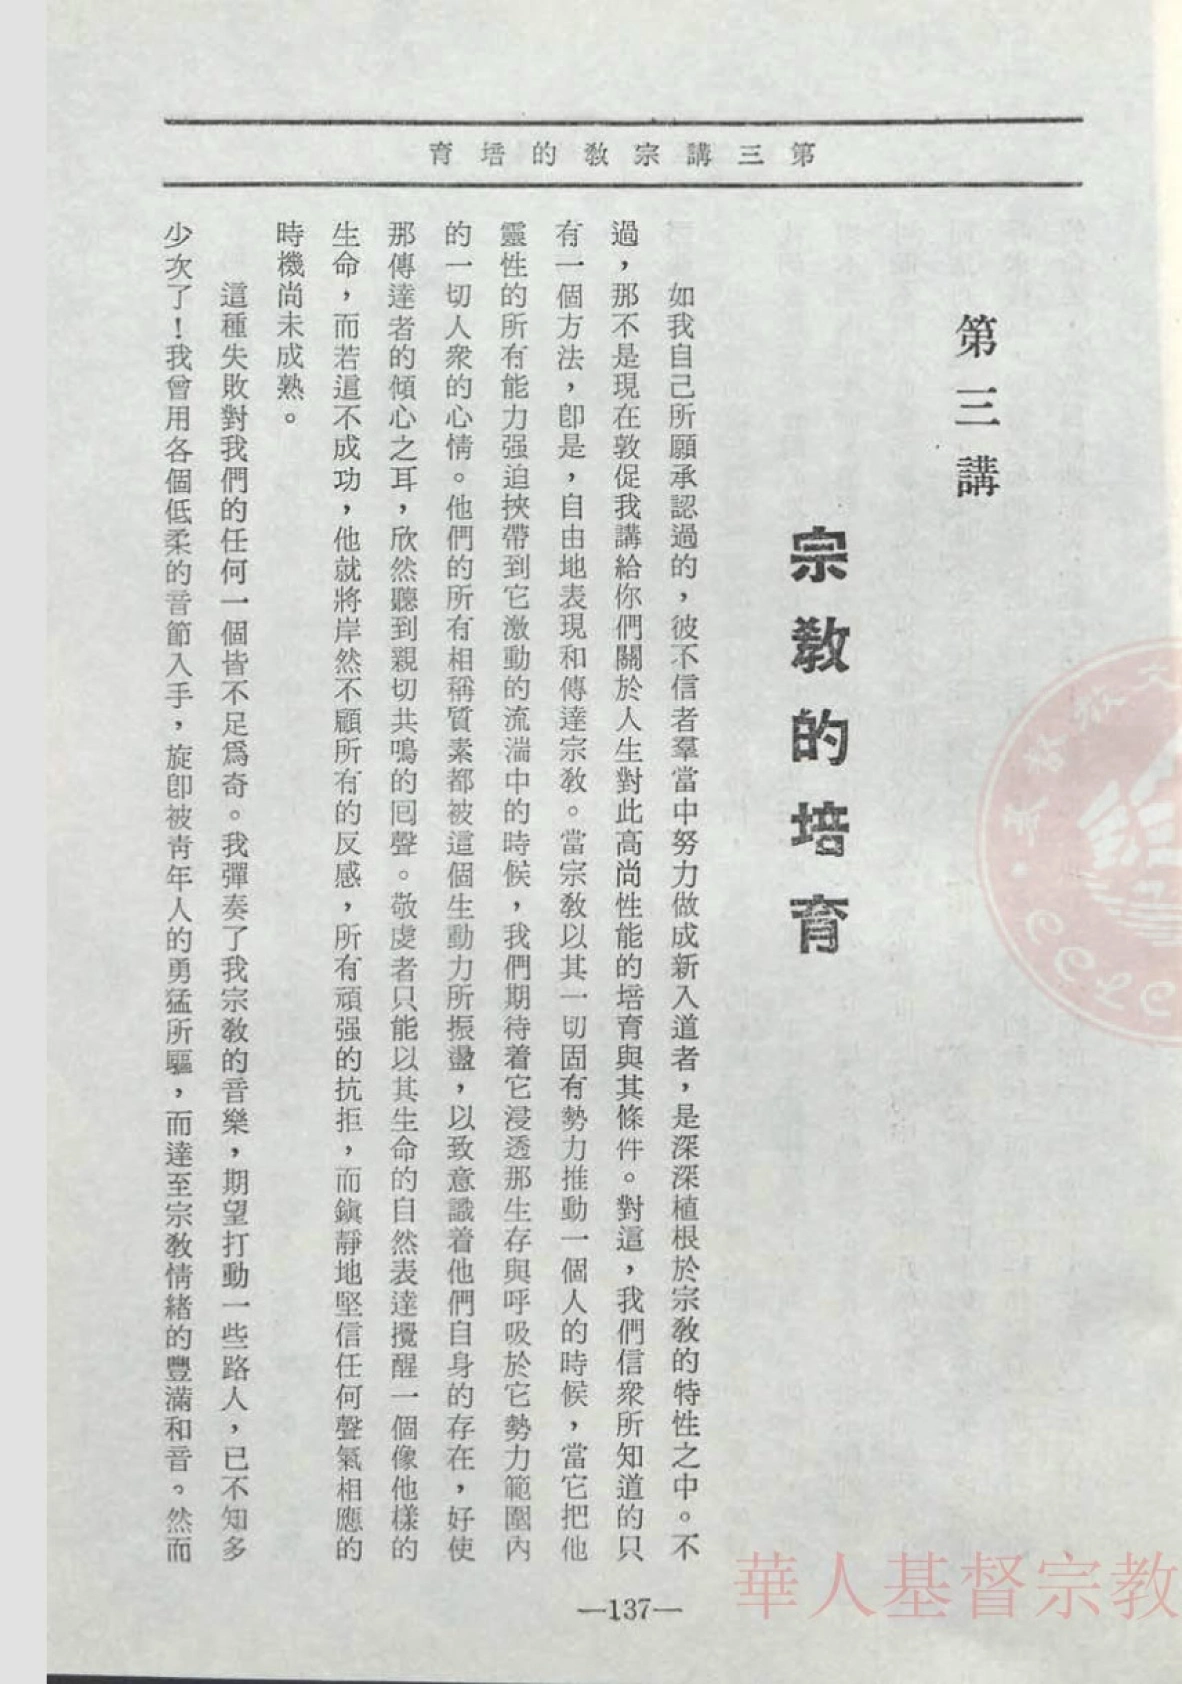 第三講宗教的培育
第三講
宗教的培育
如我自己所願承認過的，彼不信者羣當中努力做成新入道者，是深深植根於宗教的特性之中。不
過，那不是現在敦促我講給你們關於人生對此高尚性能的培育與其條件。對這，我們信衆所知道的只
有一個方法，卽是，自由地表現和傳達宗教。當宗教以其一切固有勢力推動一個人的時候，當它把他
靈性的所有能力强迫挾帶到它激動的流湍中的時候，我們期待着它浸透那生存與呼吸於它勢力範圍內
的一切人衆的心情。他們的所有相稱質素都被這個生動力所振盪，以致意識着他們自身的存在，好使
那傳達者的傾心之耳，欣然聽到親切共鳴的囘聲。敬虔者只能以其生命的自然表達攪醒一個像他樣的
生命，而若這不成功，他就將岸然不顧所有的反感，所有頑强的抗拒，而鎭靜地堅信任何聲氣相應的
時機尚未成熟。
這種失敗對我們的任何一個皆不足爲奇。我彈奏了我宗教的音樂，期望打動一些路人，已不知多
少次了！我曾用各個低柔的音節入手，旋卽被靑年人的勇猛所驅，而達至宗教情緖的豐滿和音。然而
—137—
華人基督宗教